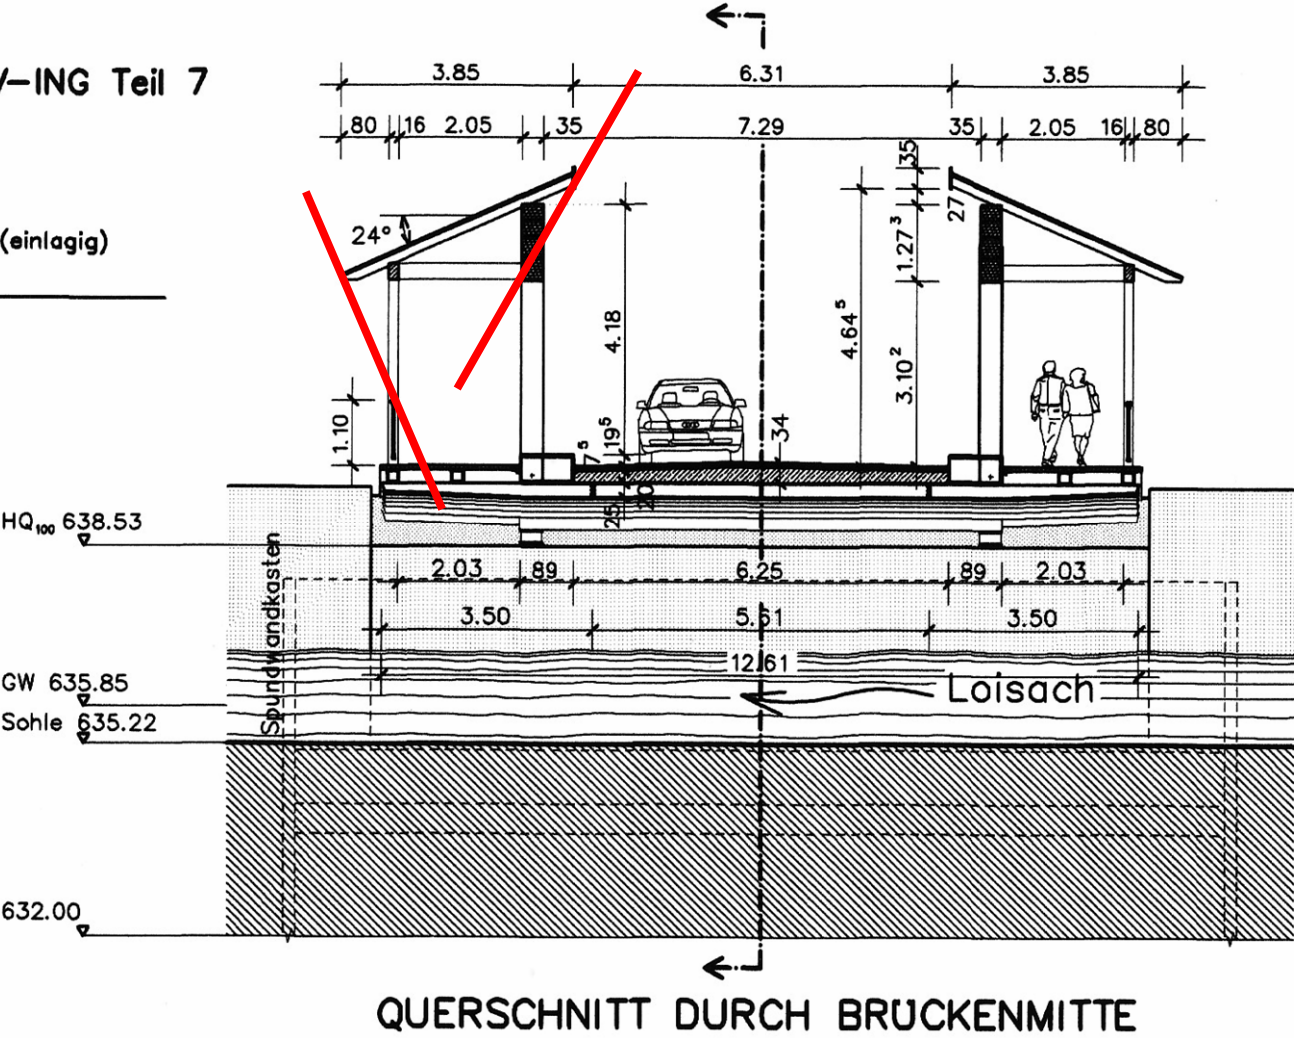 V-ING Teil 7
3.85 6.31 3.85
80 16 2.05 35 7.29 35 2.05 16 80
35
27
(einlagig)
24°
1.27³
4.18
4.64⁵
3.10²
1.10
19⁵
7⁵
34
25
20
HQ₁₀₀ 638.53
2.03 89 6.25 89 2.03
Spundwandkasten
3.50 5.61 3.50
12.61
GW 635.85
Loisach
Sohle 635.22
632.00
QUERSCHNITT DURCH BRÜCKENMITTE